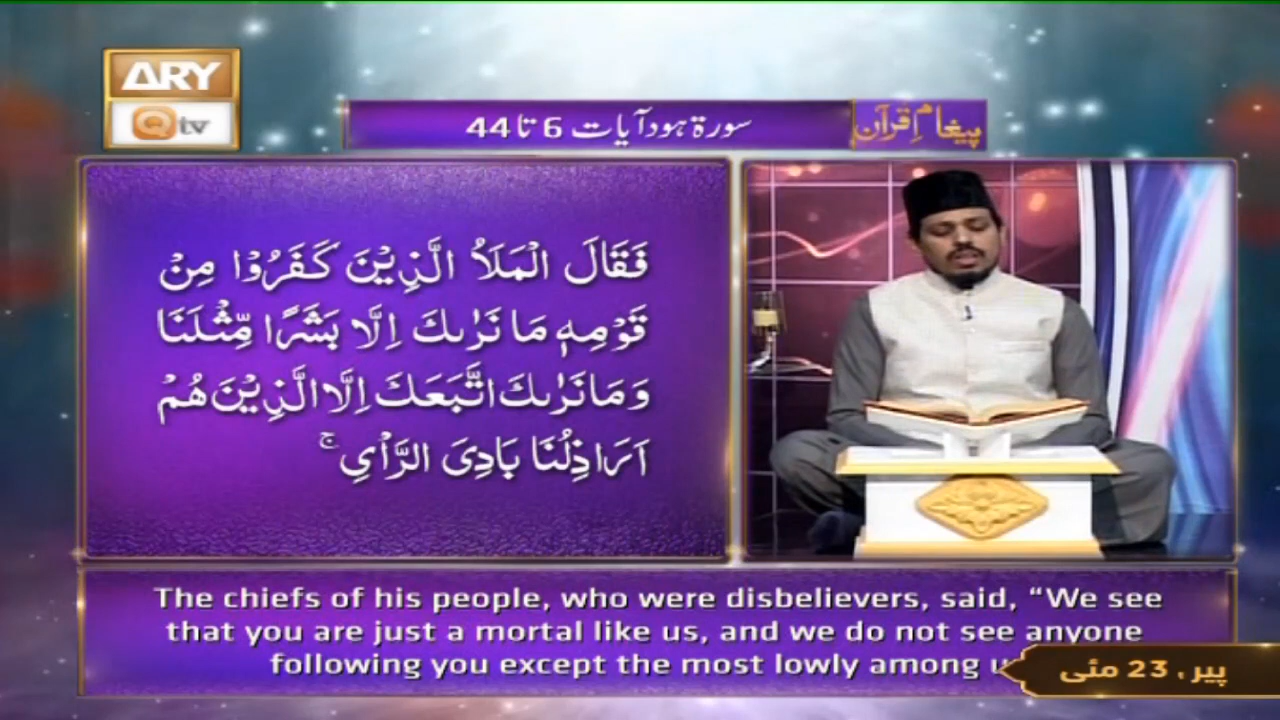 ARY
Qtv
سورۃ ہود آیات 6 تا 44
پیغام قرآن
فَقَالَ الْمَلَاُ الَّذِیْنَ كَفَرُوْا مِنْ
قَوْمِهٖ مَا نَرٰىكَ اِلَّا بَشَرًا مِّثْلَنَا
وَمَا نَرٰىكَ اتَّبَعَكَ اِلَّا الَّذِیْنَ هُمْ
اَرَاذِلُنَا بَادِیَ الرَّاْیِ ۚ
The chiefs of his people, who were disbelievers, said, “We see
that you are just a mortal like us, and we do not see anyone
following you except the most lowly among
پیر، 23 مئی